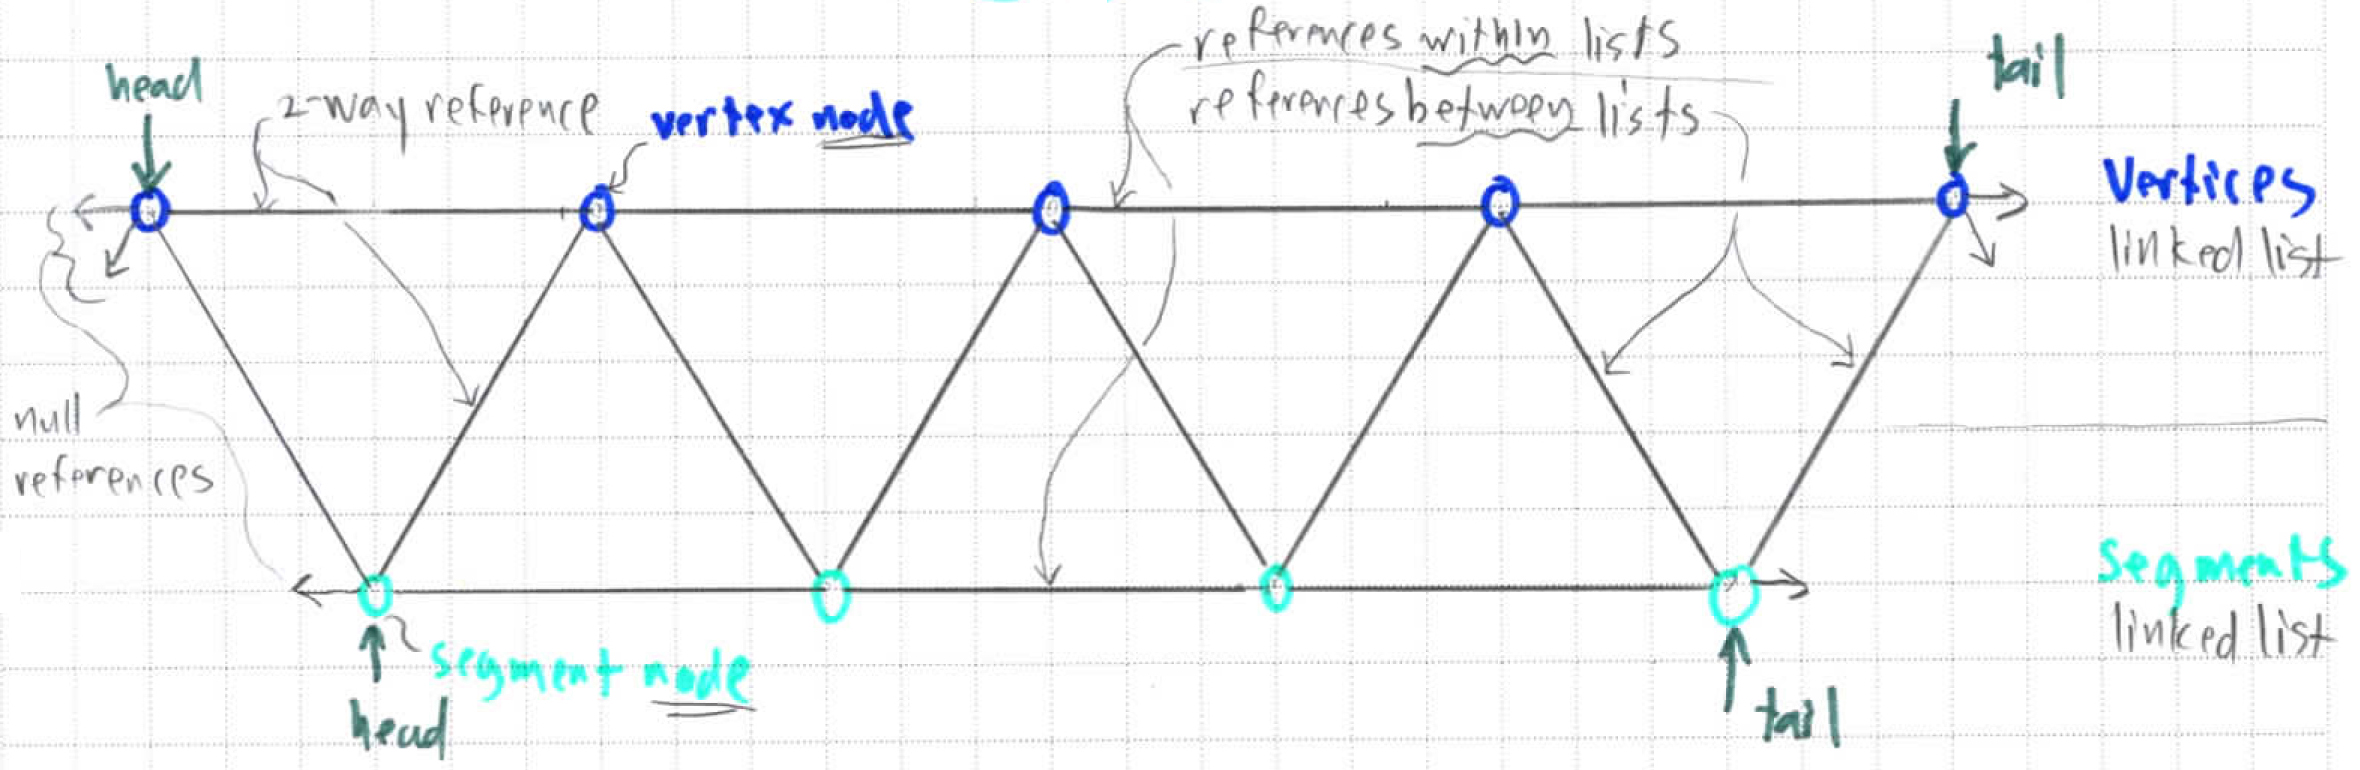 references within lists
head
2-way reference
vertex node
references between lists
tail
Vertices
linked list
null
references
segment node
head
tail
Segments
linked list